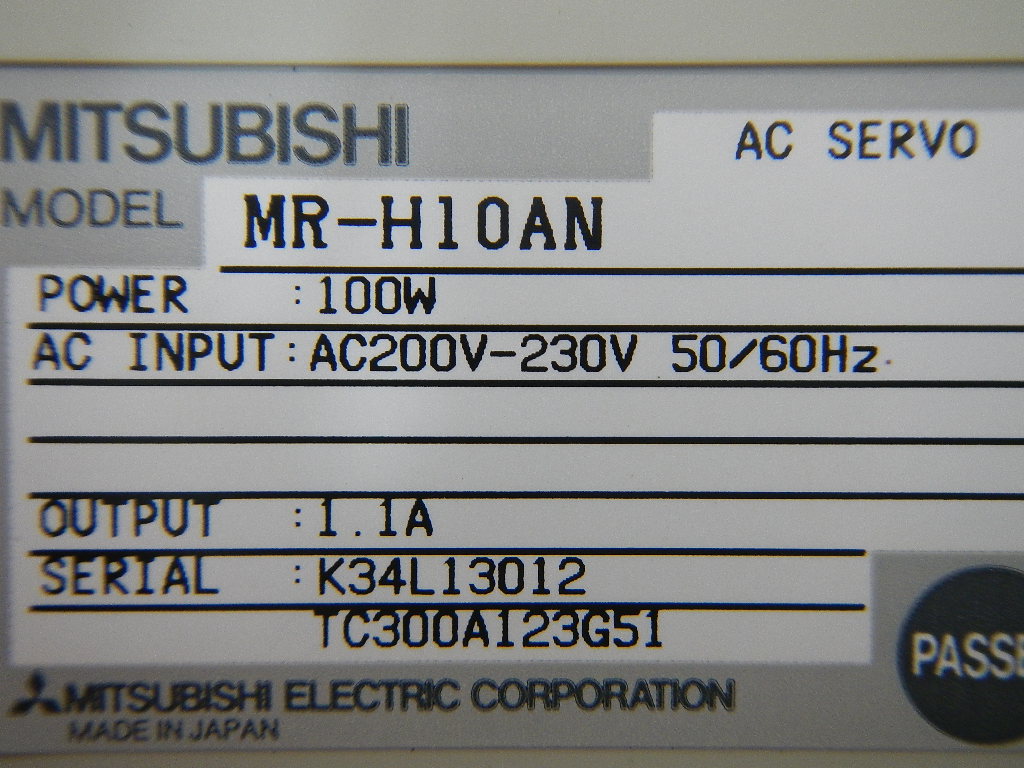 MITSUBISHI
AC SERVO
MODEL MR-H10AN
POWER :100W
AC INPUT:AC200V-230V 50/60Hz
OUTPUT :1.1A
SERIAL :K34L13012
TC300A123G51
PASSE
MITSUBISHI ELECTRIC CORPORATION
MADE IN JAPAN